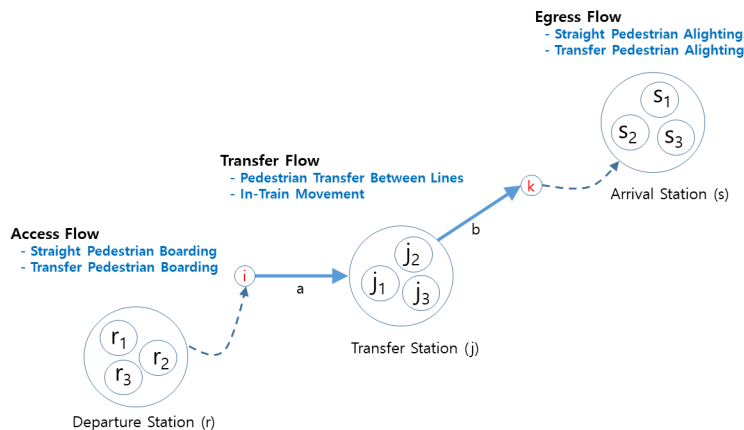 Egress Flow
- Straight Pedestrian Alighting
- Transfer Pedestrian Alighting
s1
s2
s3
Arrival Station (s)
Transfer Flow
- Pedestrian Transfer Between Lines
- In-Train Movement
k
b
Access Flow
- Straight Pedestrian Boarding
- Transfer Pedestrian Boarding
i
a
j2
j1
j3
Transfer Station (j)
r1
r2
r3
Departure Station (r)